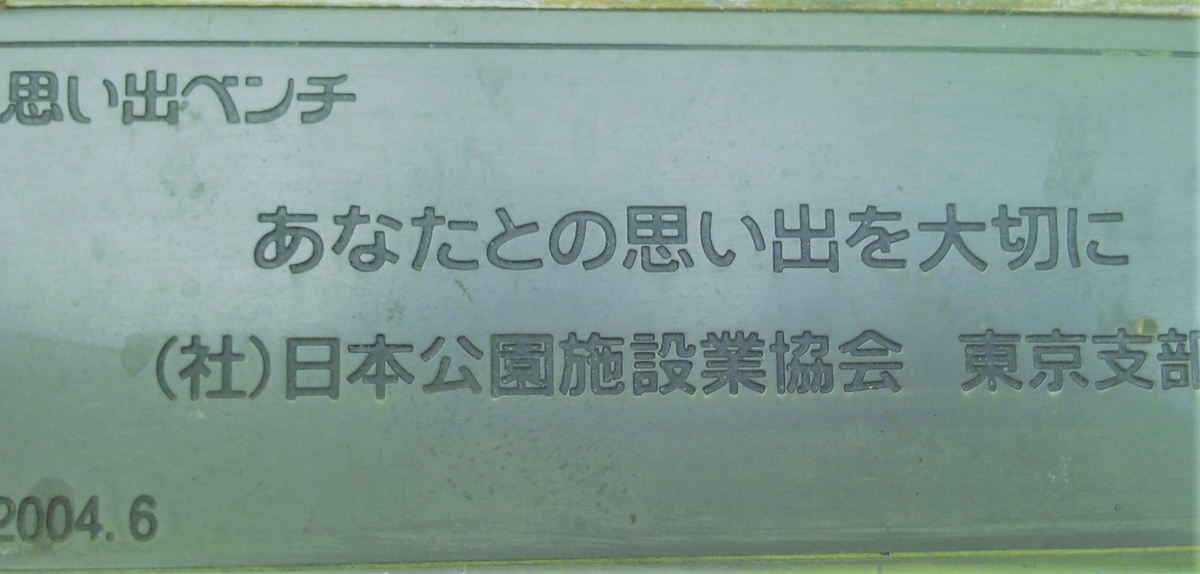 思い出ベンチ
あなたとの思い出を大切に
(社)日本公園施設業協会　東京支部
2004.6